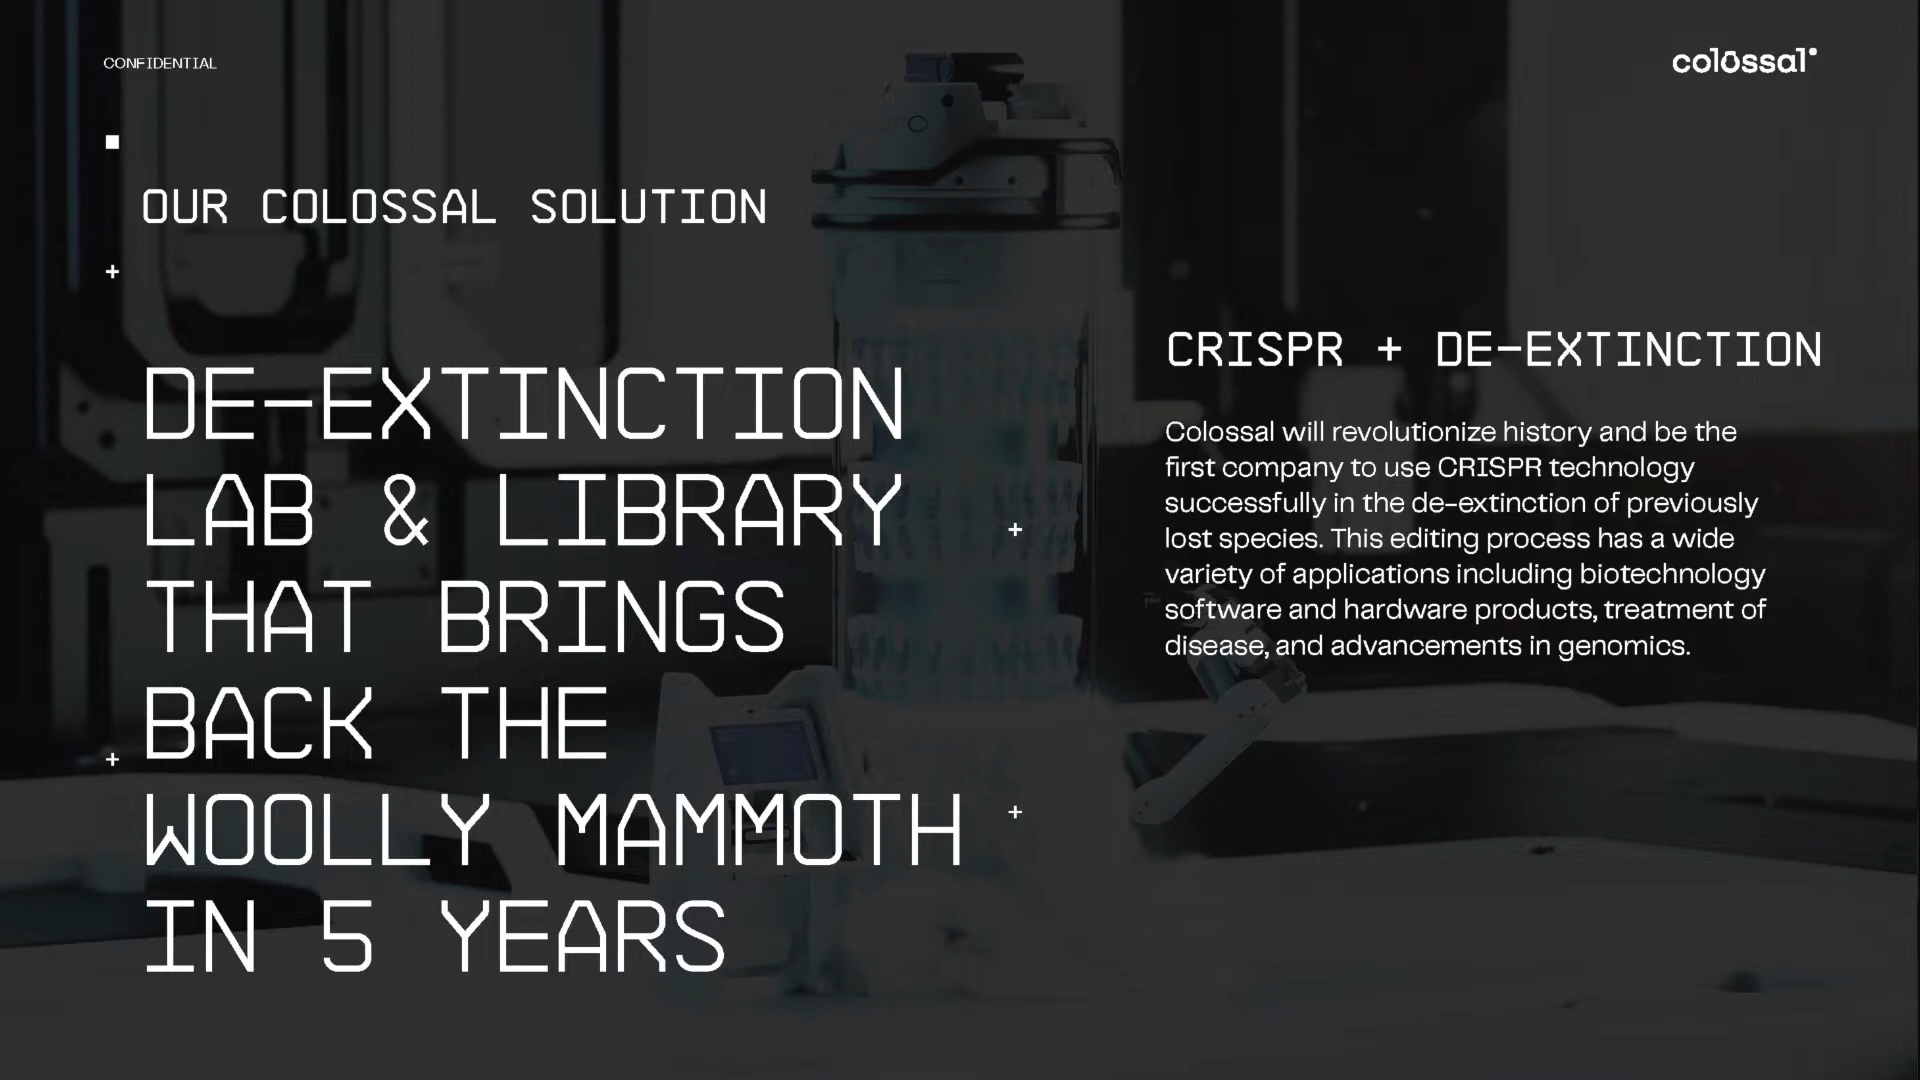 CONFIDENTIAL
colossal
OUR COLOSSAL SOLUTION
DE-EXTINCTION
LAB & LIBRARY
THAT BRINGS
BACK THE
WOOLLY MAMMOTH
IN 5 YEARS
CRISPR + DE-EXTINCTION
Colossal will revolutionize history and be the
first company to use CRISPR technology
successfully in the de-extinction of previously
lost species. This editing process has a wide
variety of applications including biotechnology
software and hardware products, treatment of
disease, and advancements in genomics.